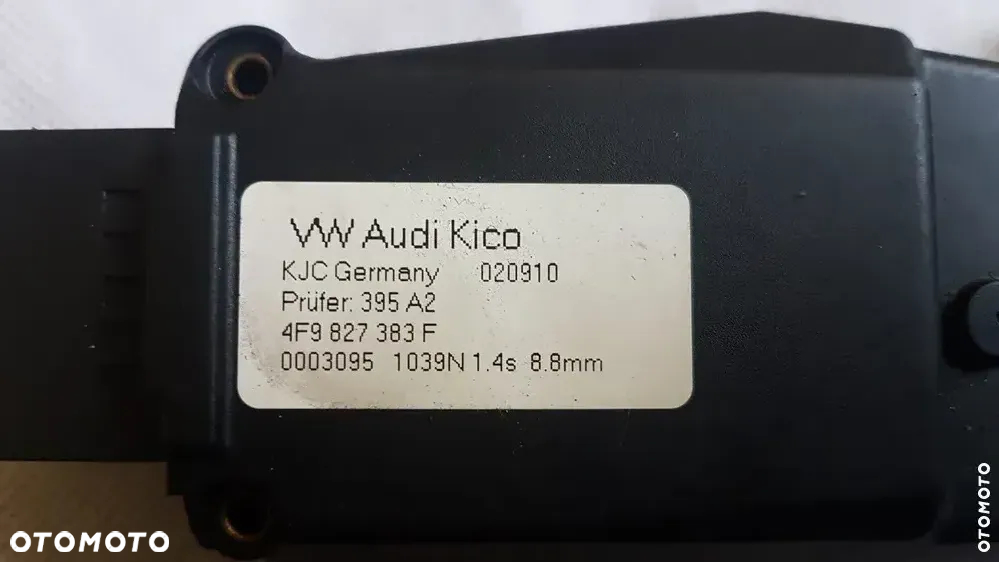 VW Audi Kico
KJC Germany 020910
Prüfer: 395 A2
4F9 827 383 F
0003095 1039N 1.4s 8.8mm
OTOMOTO
OTOMOTO